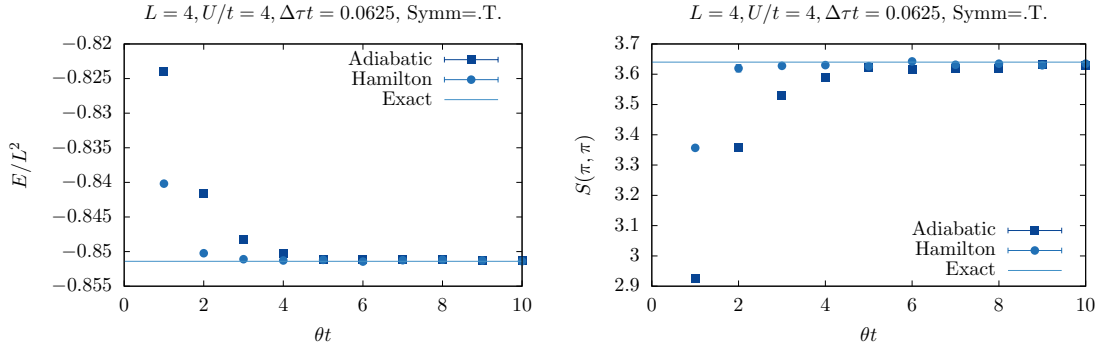 L = 4, U/t = 4, Δτt = 0.0625, Symm=.T.
−0.82
−0.825
−0.83
−0.835
−0.84
−0.845
−0.85
−0.855
E/L²
Adiabatic
Hamilton
Exact
0 2 4 6 8 10
θt
L = 4, U/t = 4, Δτt = 0.0625, Symm=.T.
3.7
3.6
3.5
3.4
3.3
3.2
3.1
3
2.9
S(π, π)
Adiabatic
Hamilton
Exact
0 2 4 6 8 10
θt